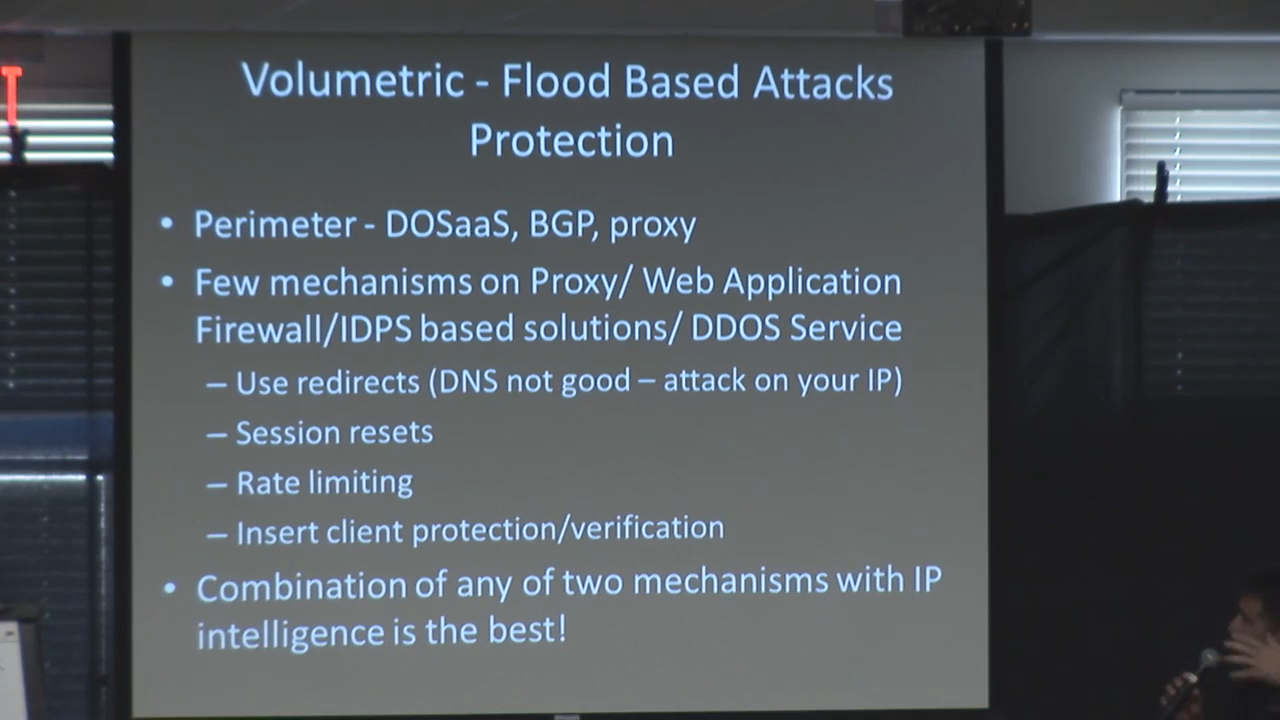 Volumetric - Flood Based Attacks
Protection
• Perimeter - DOSaaS, BGP, proxy
• Few mechanisms on Proxy/ Web Application
Firewall/IDPS based solutions/ DDOS Service
– Use redirects (DNS not good – attack on your IP)
– Session resets
– Rate limiting
– Insert client protection/verification
• Combination of any of two mechanisms with IP
intelligence is the best!